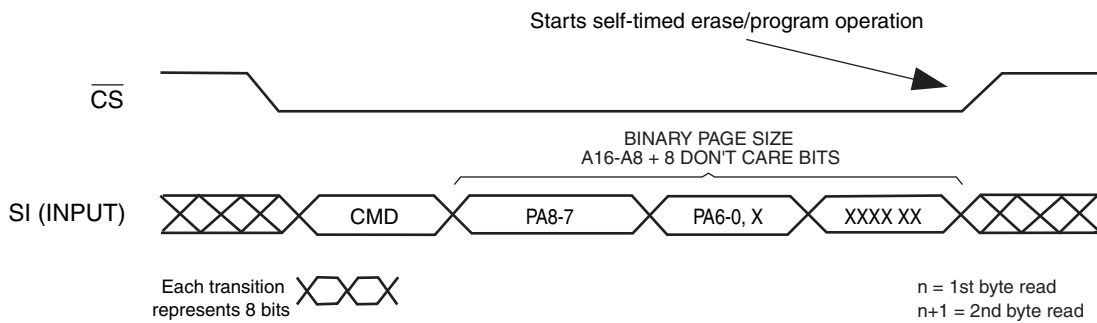 Starts self-timed erase/program operation
CS
BINARY PAGE SIZE
A16-A8 + 8 DON'T CARE BITS
SI (INPUT)
CMD
PA8-7
PA6-0, X
XXXX XX
Each transition
represents 8 bits
n = 1st byte read
n+1 = 2nd byte read